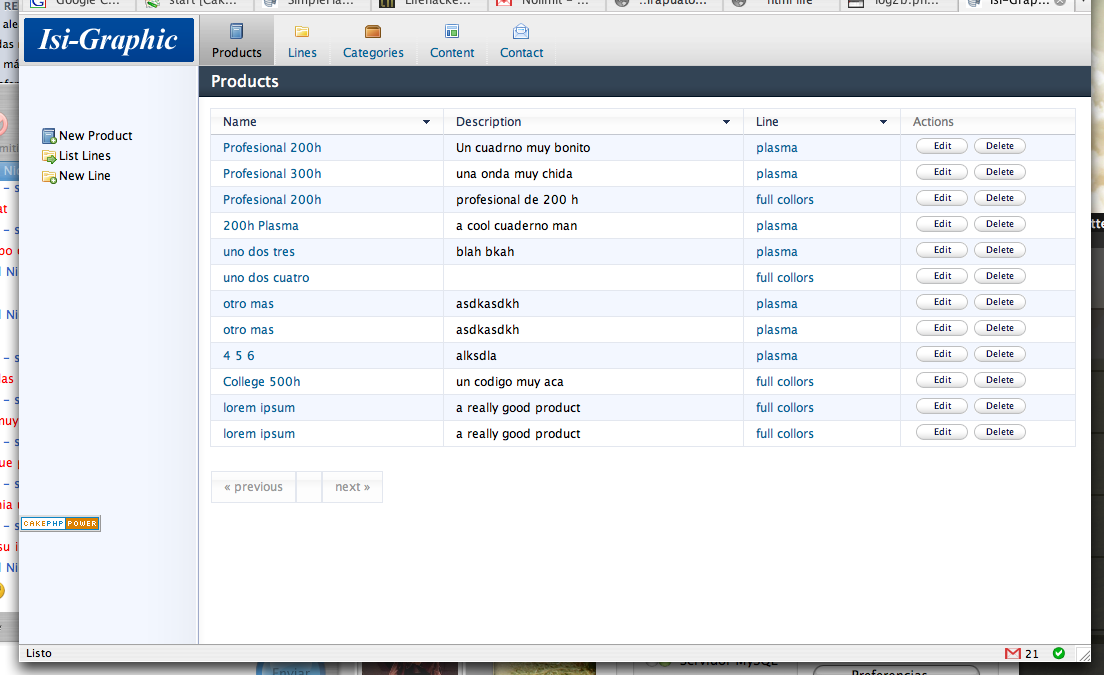 Google C...
start [Cak...
Lifehacke...
Nolimit – ...
html life
Isi-Grap...
Isi-Graphic
Products
Lines
Categories
Content
Contact
Products
New Product
List Lines
New Line
Name Description Line Actions
Profesional 200h Un cuadrno muy bonito plasma Edit Delete
Profesional 300h una onda muy chida plasma Edit Delete
Profesional 200h profesional de 200 h full collors Edit Delete
200h Plasma a cool cuaderno man plasma Edit Delete
uno dos tres blah bkah plasma Edit Delete
uno dos cuatro full collors Edit Delete
otro mas asdkasdkh plasma Edit Delete
otro mas asdkasdkh plasma Edit Delete
4 5 6 alksdla plasma Edit Delete
College 500h un codigo muy aca full collors Edit Delete
lorem ipsum a really good product full collors Edit Delete
lorem ipsum a really good product full collors Edit Delete
« previous next »
CAKEPHP POWER
Listo
21
Enviar
Servidor MySQL
Preferencias